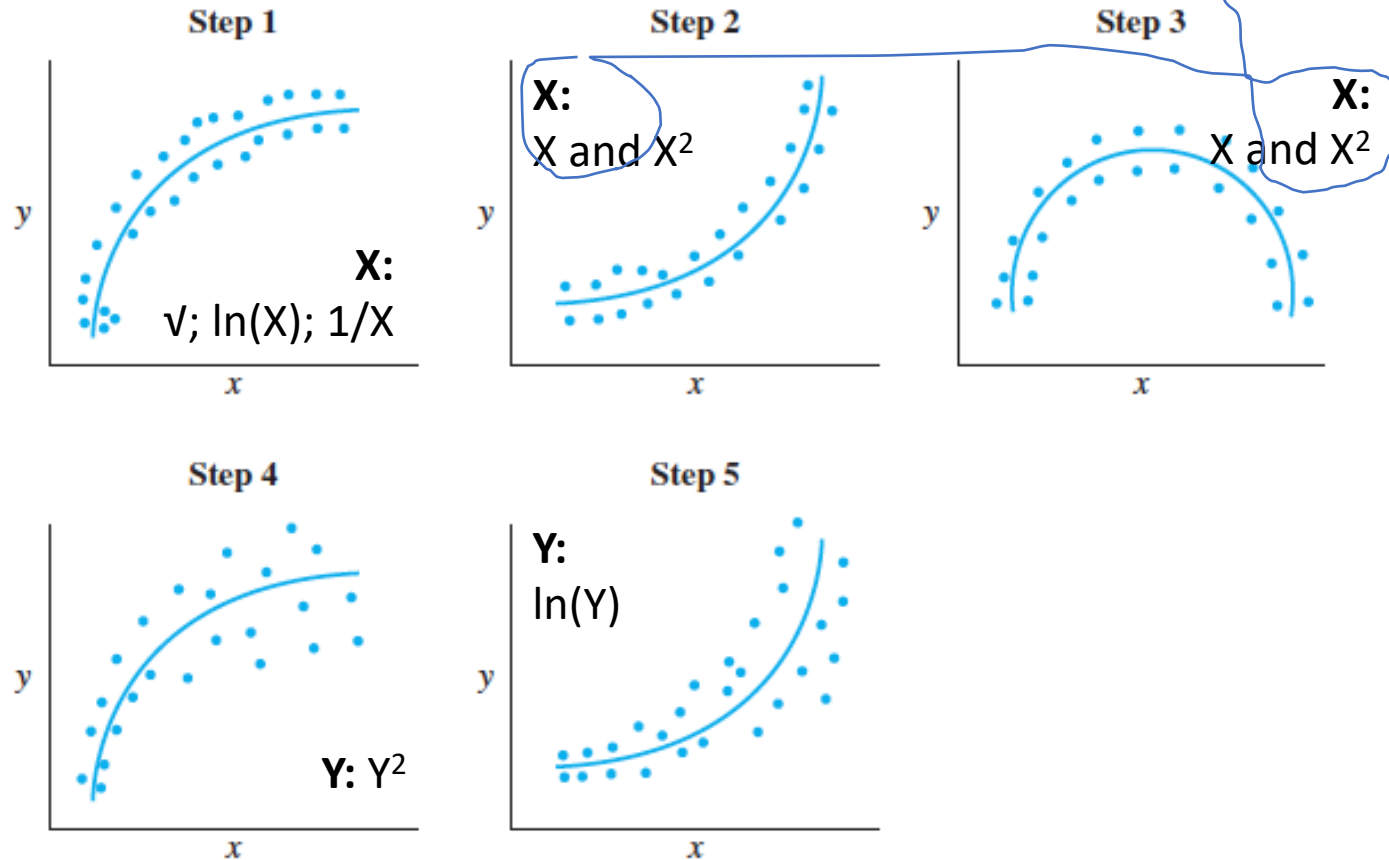 Step 1
X:
√; ln(X); 1/X
y
x
Step 2
X:
X and X²
y
x
Step 3
X:
X and X²
y
x
Step 4
Y: Y²
y
x
Step 5
Y:
ln(Y)
y
x